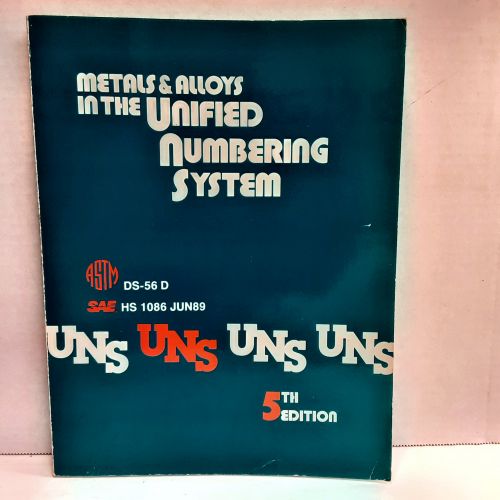 METALS & ALLOYS
IN THE UNIFIED
NUMBERING
SYSTEM
ASTM DS-56 D
SAE HS 1086 JUN89
UNS UNS UNS UNS
5TH
EDITION